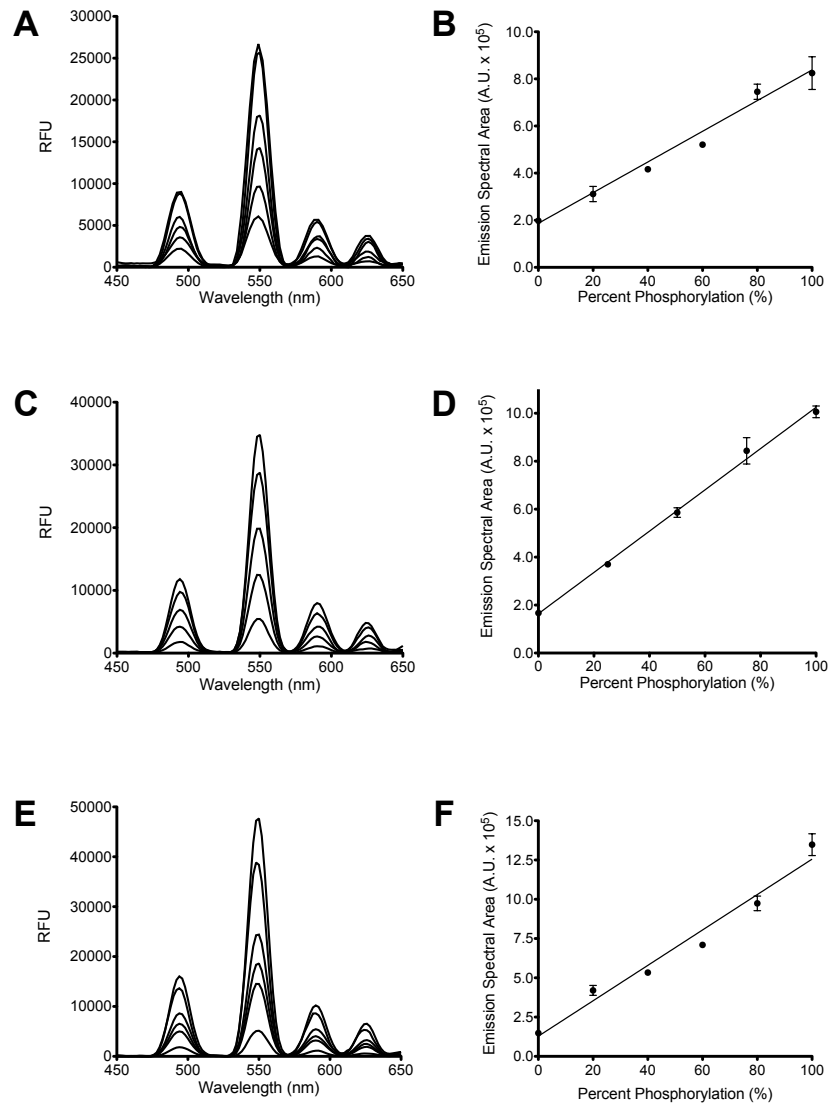 A
30000
25000
20000
15000
10000
5000
0
RFU
450 500 550 600 650
Wavelength (nm)
B
10.0
8.0
6.0
4.0
2.0
0.0
Emission Spectral Area (A.U. x 10⁵)
0 20 40 60 80 100
Percent Phosphorylation (%)
C
40000
30000
20000
10000
0
RFU
450 500 550 600 650
Wavelength (nm)
D
10.0
8.0
6.0
4.0
2.0
0.0
Emission Spectral Area (A.U. x 10⁵)
0 20 40 60 80 100
Percent Phosphorylation (%)
E
50000
40000
30000
20000
10000
0
RFU
450 500 550 600 650
Wavelength (nm)
F
15.0
12.5
10.0
7.5
5.0
2.5
0.0
Emission Spectral Area (A.U. x 10⁵)
0 20 40 60 80 100
Percent Phosphorylation (%)